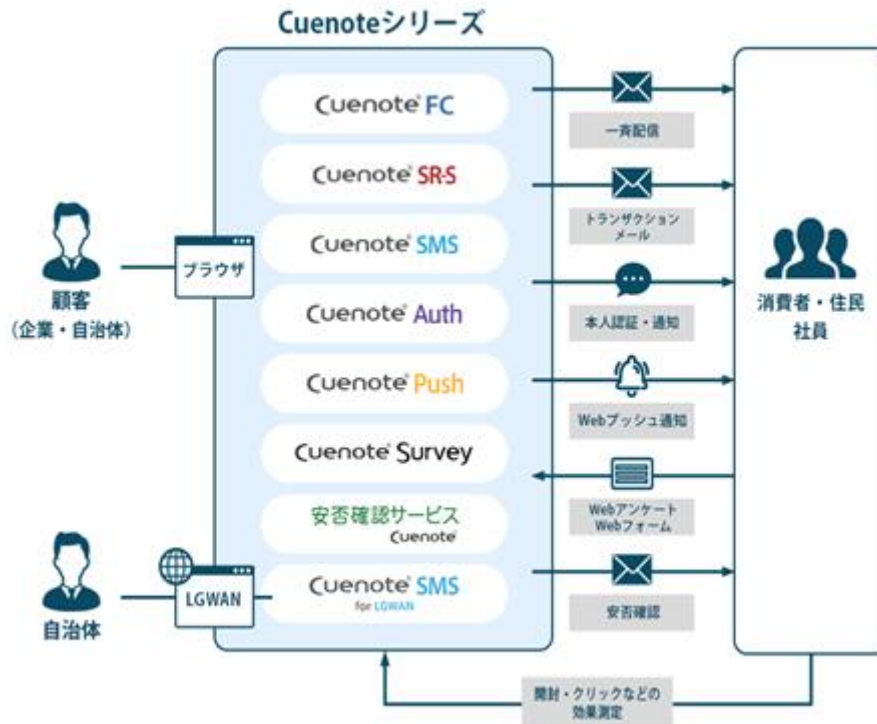 Cuenoteシリーズ
Cuenote FC
Cuenote SR-S
Cuenote SMS
Cuenote Auth
Cuenote Push
Cuenote Survey
安否確認サービス
Cuenote
Cuenote SMS
for LGWAN
ブラウザ
顧客
（企業・自治体）
LGWAN
自治体
一斉配信
トランザクション
メール
本人認証・通知
Webプッシュ通知
Webアンケート
Webフォーム
安否確認
消費者・住民
社員
開封・クリックなどの
効果測定